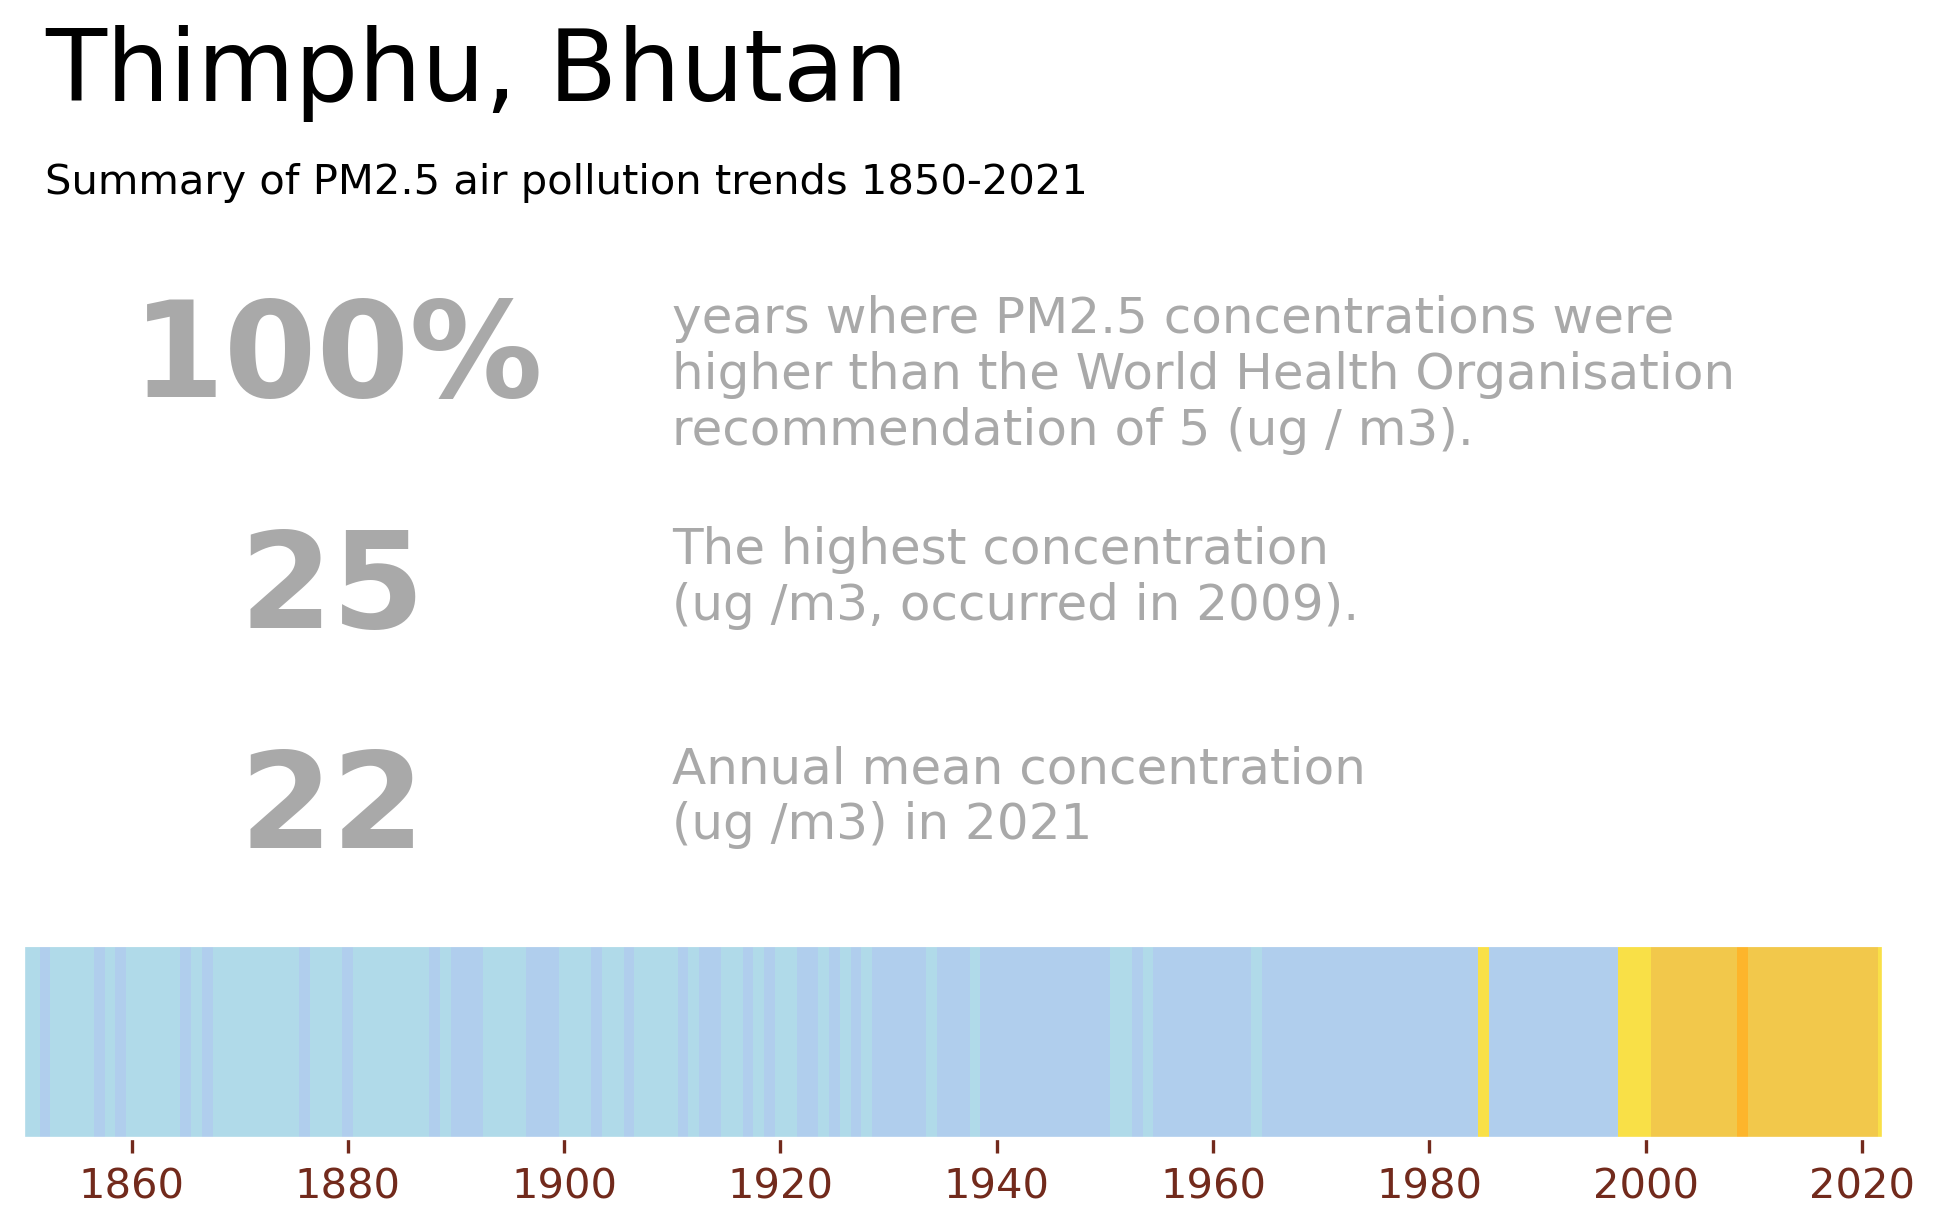 Thimphu, Bhutan
Summary of PM2.5 air pollution trends 1850-2021
100%
years where PM2.5 concentrations were
higher than the World Health Organisation
recommendation of 5 (ug / m3).
25
The highest concentration
(ug /m3, occurred in 2009).
22
Annual mean concentration
(ug /m3) in 2021
1860 1880 1900 1920 1940 1960 1980 2000 2020